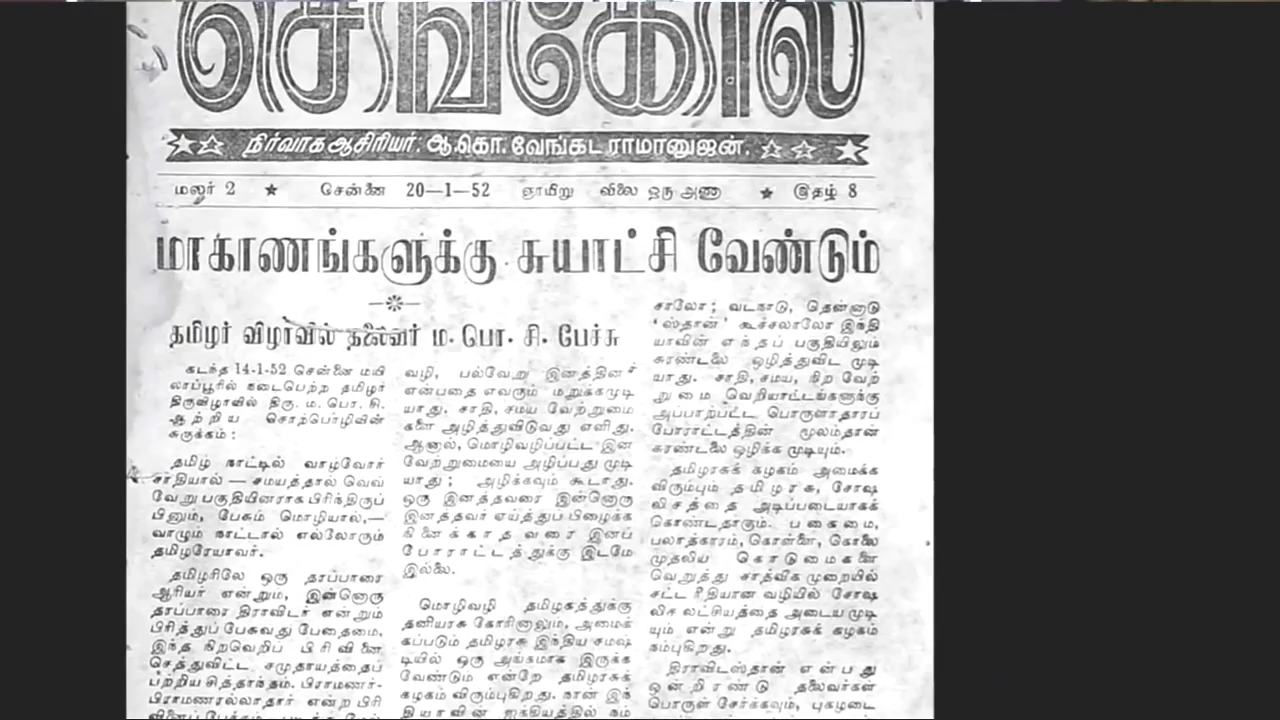 செங்கோல்
நிர்வாக ஆசிரியர்: ஆ.கொ. வேங்கட ராமானுஜன்.
மலர் 2 ★ சென்னை 20—1—52 ஞாயிறு விலை ஒரு அணா ★ இதழ் 8
மாகாணங்களுக்கு சுயாட்சி வேண்டும்
தமிழர் விழாவில் தலைவர் ம. பொ. சி. பேச்சு
கடந்த 14-1-52 சென்னை மயி
லாப்பூரில் நடைபெற்ற தமிழர்
திருவிழாவில் திரு. ம. பொ. சி.
ஆற்றிய சொற்பொழிவின்
சுருக்கம் :
தமிழ் நாட்டில் வாழ்வோர்
சாதியால் — சமயத்தால் வெவ்
வேறு பகுதியினராக பிரிந்திருப்
பினும், பேசும் மொழியால்,—
வாழும் நாட்டால் எல்லோரும்
தமிழரேயாவர்.
தமிழரிலே ஒரு தரப்பாரை
ஆரியர் என்றும், இன்னொரு
தரப்பாரை திராவிடர் என்றும்
பிரித்துப் பேசுவது பேதைமை,
இந்த நிறவெறிப் பிரிவினை
செத்துவிட்ட சமுதாயத்தைப்
பற்றிய சித்தாந்தம். பிராமணர்-
பிராமணரல்லாதார் என்ற பிரி
வினைப்
வழி, பல்வேறு இனத்தினர்
என்பதை எவரும் மறுக்கமுடி
யாது. சாதி, சமய வேற்றுமை
களை அழித்துவிடுவது எளிது.
ஆனால், மொழிவழிப்பட்ட இன
வேற்றுமையை அழிப்பது முடி
யாது ; அழிக்கவும் கூடாது.
ஒரு இனத்தவரை இன்னொரு
இனத்தவர் ஏய்த்துப் பிழைக்க
நினைக்காதவரை இனப்
போராட்டத்துக்கு இடமே
இல்லை.
மொழிவழி தமிழகத்துக்கு
தனியரசு கோரினாலும், அமைக்
கப்படும் தமிழரசு இந்திய சமஷ்
டியில் ஒரு அங்கமாக இருக்க
வேண்டும் என்றே தமிழரசுக்
கழகம் விரும்புகிறது. நான் இந்
தியாவின் ஐக்கியத்தில் நம்
சாலோ ; வடநாடு, தென்னாடு
‘ஸ்தான்’ கூச்சலாலோ இந்தி
யாவின் எந்தப் பகுதியிலும்
சுரண்டலை ஒழித்துவிட முடி
யாது. சாதி, சமய, நிற வேற்
றுமை வெறியாட்டங்களுக்கு
அப்பாற்பட்ட பொருளாதாரப்
போராட்டத்தின் மூலம்தான்
சுரண்டலை ஒழிக்க முடியும்.
தமிழரசுக் கழகம் அமைக்க
விரும்பும் தமிழரசு, சோஷ
லிசத்தை அடிப்படையாகக்
கொண்டதாகும். பகைமை,
பலாத்காரம், கொள்ளை, கொலை
முதலிய கொடுமைகளை
வெறுத்து சாத்விக முறையில்
சட்ட ரீதியான வழியில் சோஷ
லிஸ லட்சியத்தை அடைய முடி
யும் என்று தமிழரசுக் கழகம்
நம்புகிறது.
திராவிடஸ்தான் என்பது
ஒன்றிரண்டு தலைவர்கள்
பொருள் சேர்க்கவும், புகழடை